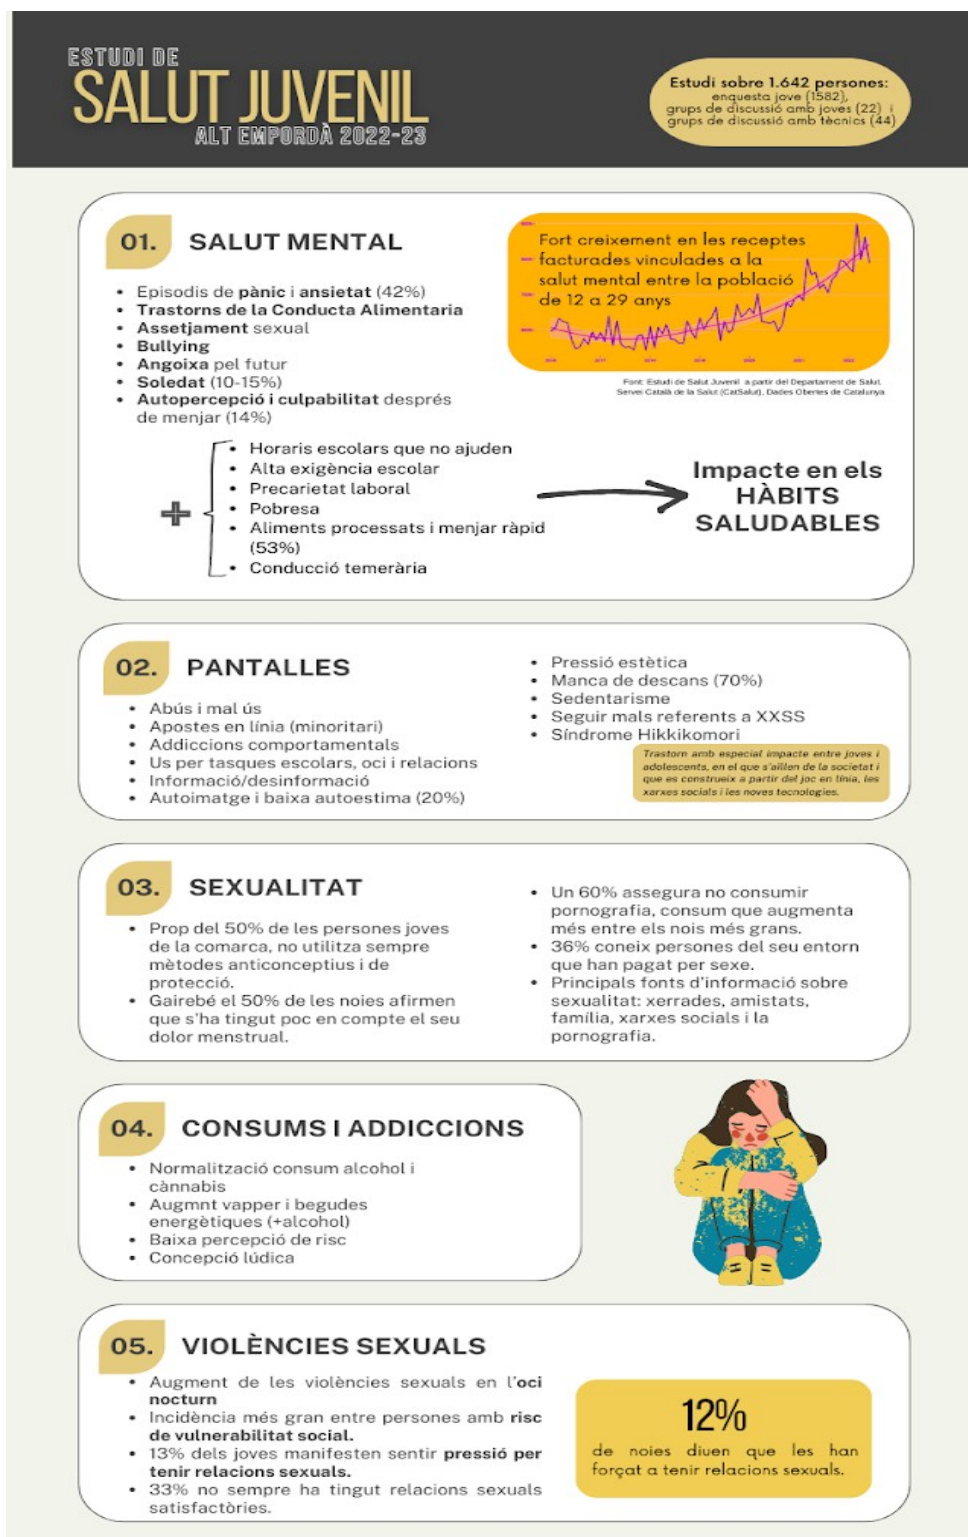 ESTUDI DE
SALUT JUVENIL
ALT EMPORDÀ 2022-23
Estudi sobre 1.642 persones:
enquesta jove (1582),
grups de discussió amb joves (22) i
grups de discussió amb tècnics (44)
01. SALUT MENTAL
• Episodis de pànic i ansietat (42%)
• Trastorns de la Conducta Alimentaria
• Assetjament sexual
• Bullying
• Angoixa pel futur
• Soledat (10-15%)
• Autopercepció i culpabilitat després
de menjar (14%)
Fort creixement en les receptes
facturades vinculades a la
salut mental entre la població
de 12 a 29 anys
Font: Estudi de Salut Juvenil a partir del Departament de Salut.
Servei Català de la Salut (CatSalut), Dades Obertes de Catalunya
+
• Horaris escolars que no ajuden
• Alta exigència escolar
• Precarietat laboral
• Pobresa
• Aliments processats i menjar ràpid
(53%)
• Conducció temerària
Impacte en els
HÀBITS
SALUDABLES
02. PANTALLES
• Abús i mal ús
• Apostes en línia (minoritari)
• Addiccions comportamentals
• Us per tasques escolars, oci i relacions
• Informació/desinformació
• Autoimatge i baixa autoestima (20%)
• Pressió estètica
• Manca de descans (70%)
• Sedentarisme
• Seguir mals referents a XXSS
• Síndrome Hikkikomori
Trastorn amb especial impacte entre joves i
adolescents, en el que s'aïllen de la societat i
que es construeix a partir del joc en línia, les
xarxes socials i les noves tecnologies.
03. SEXUALITAT
• Prop del 50% de les persones joves
de la comarca, no utilitza sempre
mètodes anticonceptius i de
protecció.
• Gairebé el 50% de les noies afirmen
que s'ha tingut poc en compte el seu
dolor menstrual.
• Un 60% assegura no consumir
pornografia, consum que augmenta
més entre els nois més grans.
• 36% coneix persones del seu entorn
que han pagat per sexe.
• Principals fonts d'informació sobre
sexualitat: xerrades, amistats,
família, xarxes socials i la
pornografia.
04. CONSUMS I ADDICCIONS
• Normalització consum alcohol i
cànnabis
• Augmnt vapper i begudes
energètiques (+alcohol)
• Baixa percepció de risc
• Concepció lúdica
05. VIOLÈNCIES SEXUALS
• Augment de les violències sexuals en l'oci
nocturn
• Incidència més gran entre persones amb risc
de vulnerabilitat social.
• 13% dels joves manifesten sentir pressió per
tenir relacions sexuals.
• 33% no sempre ha tingut relacions sexuals
satisfactòries.
12%
de noies diuen que les han
forçat a tenir relacions sexuals.